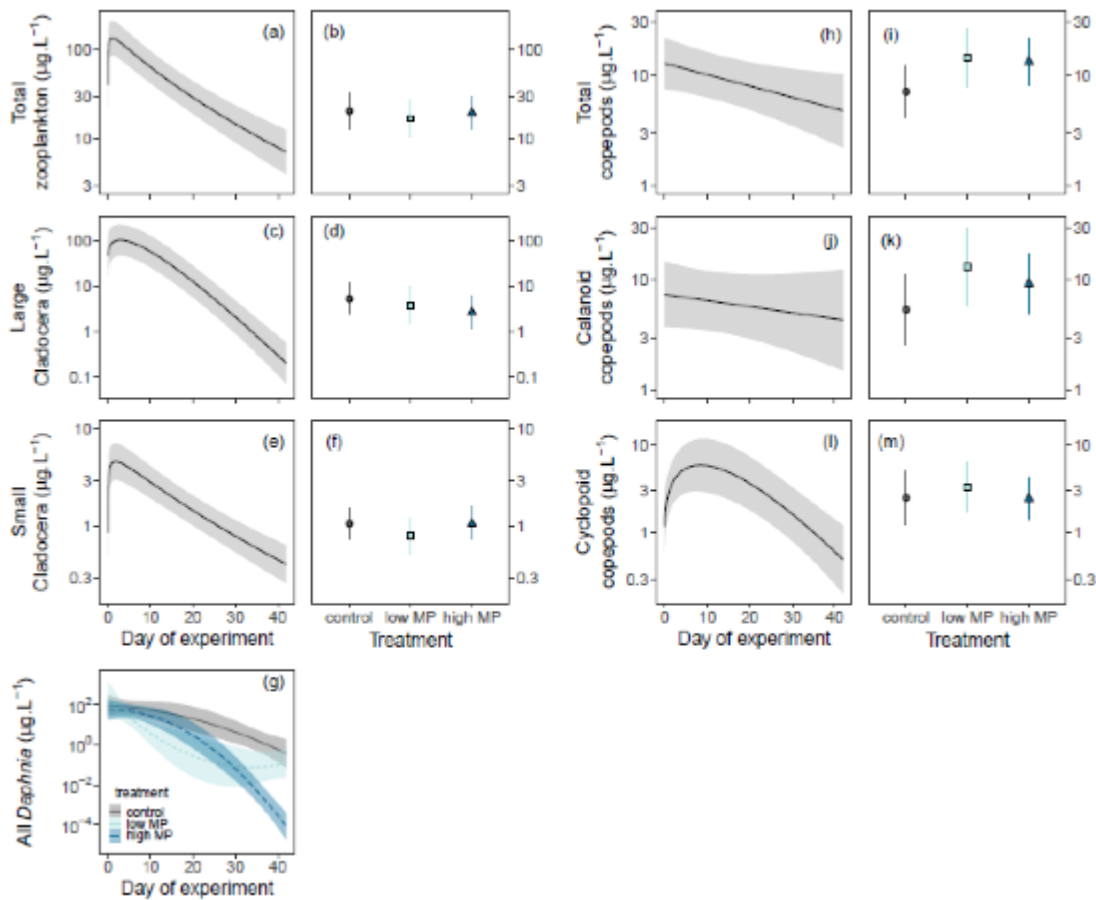 Total
zooplankton (µg.L⁻¹)
100
30
10
3
(a)
(b)
100
30
10
3
Large
Cladocera (µg.L⁻¹)
100
10
1
0.1
(c)
(d)
100
10
1
0.1
Small
Cladocera (µg.L⁻¹)
10
3
1
0.3
(e)
(f)
10
3
1
0.3
0 10 20 30 40
Day of experiment
control low MP high MP
Treatment
All Daphnia (µg.L⁻¹)
10²
10⁰
10⁻²
10⁻⁴
(g)
treatment
control
low MP
high MP
0 10 20 30 40
Day of experiment
Total
copepods (µg.L⁻¹)
30
10
3
1
(h)
(i)
30
10
3
1
Calanoid
copepods (µg.L⁻¹)
30
10
3
1
(j)
(k)
30
10
3
1
Cyclopoid
copepods (µg.L⁻¹)
10
3
1
0.3
(l)
(m)
10
3
1
0.3
0 10 20 30 40
Day of experiment
control low MP high MP
Treatment